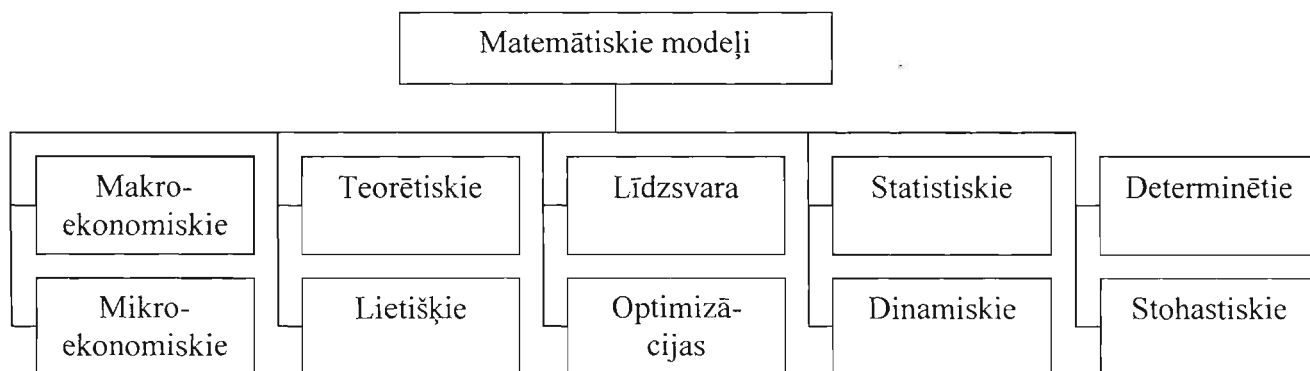 Matemātiskie modeļi
Makro-
ekonomiskie
Teorētiskie
Līdzsvara
Statistiskie
Determinētie
Mikro-
ekonomiskie
Lietišķie
Optimizā-
cijas
Dinamiskie
Stohastiskie